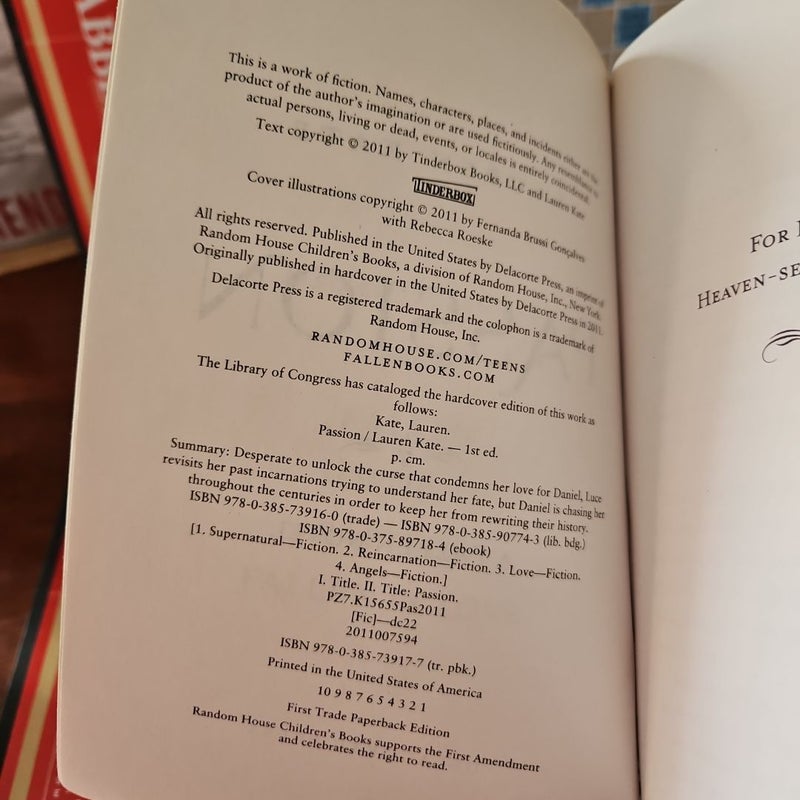 This is a work of fiction. Names, characters, places, and incidents either are the
product of the author's imagination or are used fictitiously. Any resemblance to
actual persons, living or dead, events, or locales is entirely coincidental.
Text copyright © 2011 by Tinderbox Books, LLC and Lauren Kate
TINDERBOX
Cover illustrations copyright © 2011 by Fernanda Brussi Gonçalves
with Rebecca Roeske
All rights reserved. Published in the United States by Delacorte Press, an imprint of
Random House Children's Books, a division of Random House, Inc., New York.
Originally published in hardcover in the United States by Delacorte Press in 2011.
Delacorte Press is a registered trademark and the colophon is a trademark of
Random House, Inc.
RANDOMHOUSE.COM/TEENS
FALLENBOOKS.COM
The Library of Congress has cataloged the hardcover edition of this work as
follows:
Kate, Lauren.
Passion / Lauren Kate. — 1st ed.
p. cm.
Summary: Desperate to unlock the curse that condemns her love for Daniel, Luce
revisits her past incarnations trying to understand her fate, but Daniel is chasing her
throughout the centuries in order to keep her from rewriting their history.
ISBN 978-0-385-73916-0 (trade) — ISBN 978-0-385-90774-3 (lib. bdg.)
ISBN 978-0-375-89718-4 (ebook)
[1. Supernatural—Fiction. 2. Reincarnation—Fiction. 3. Love—Fiction.
4. Angels—Fiction.]
I. Title. II. Title: Passion.
PZ7.K15655Pas2011
[Fic]—dc22
2011007594
ISBN 978-0-385-73917-7 (tr. pbk.)
Printed in the United States of America
10 9 8 7 6 5 4 3 2 1
First Trade Paperback Edition
Random House Children's Books supports the First Amendment
and celebrates the right to read.
FOR
HEAVEN-SE